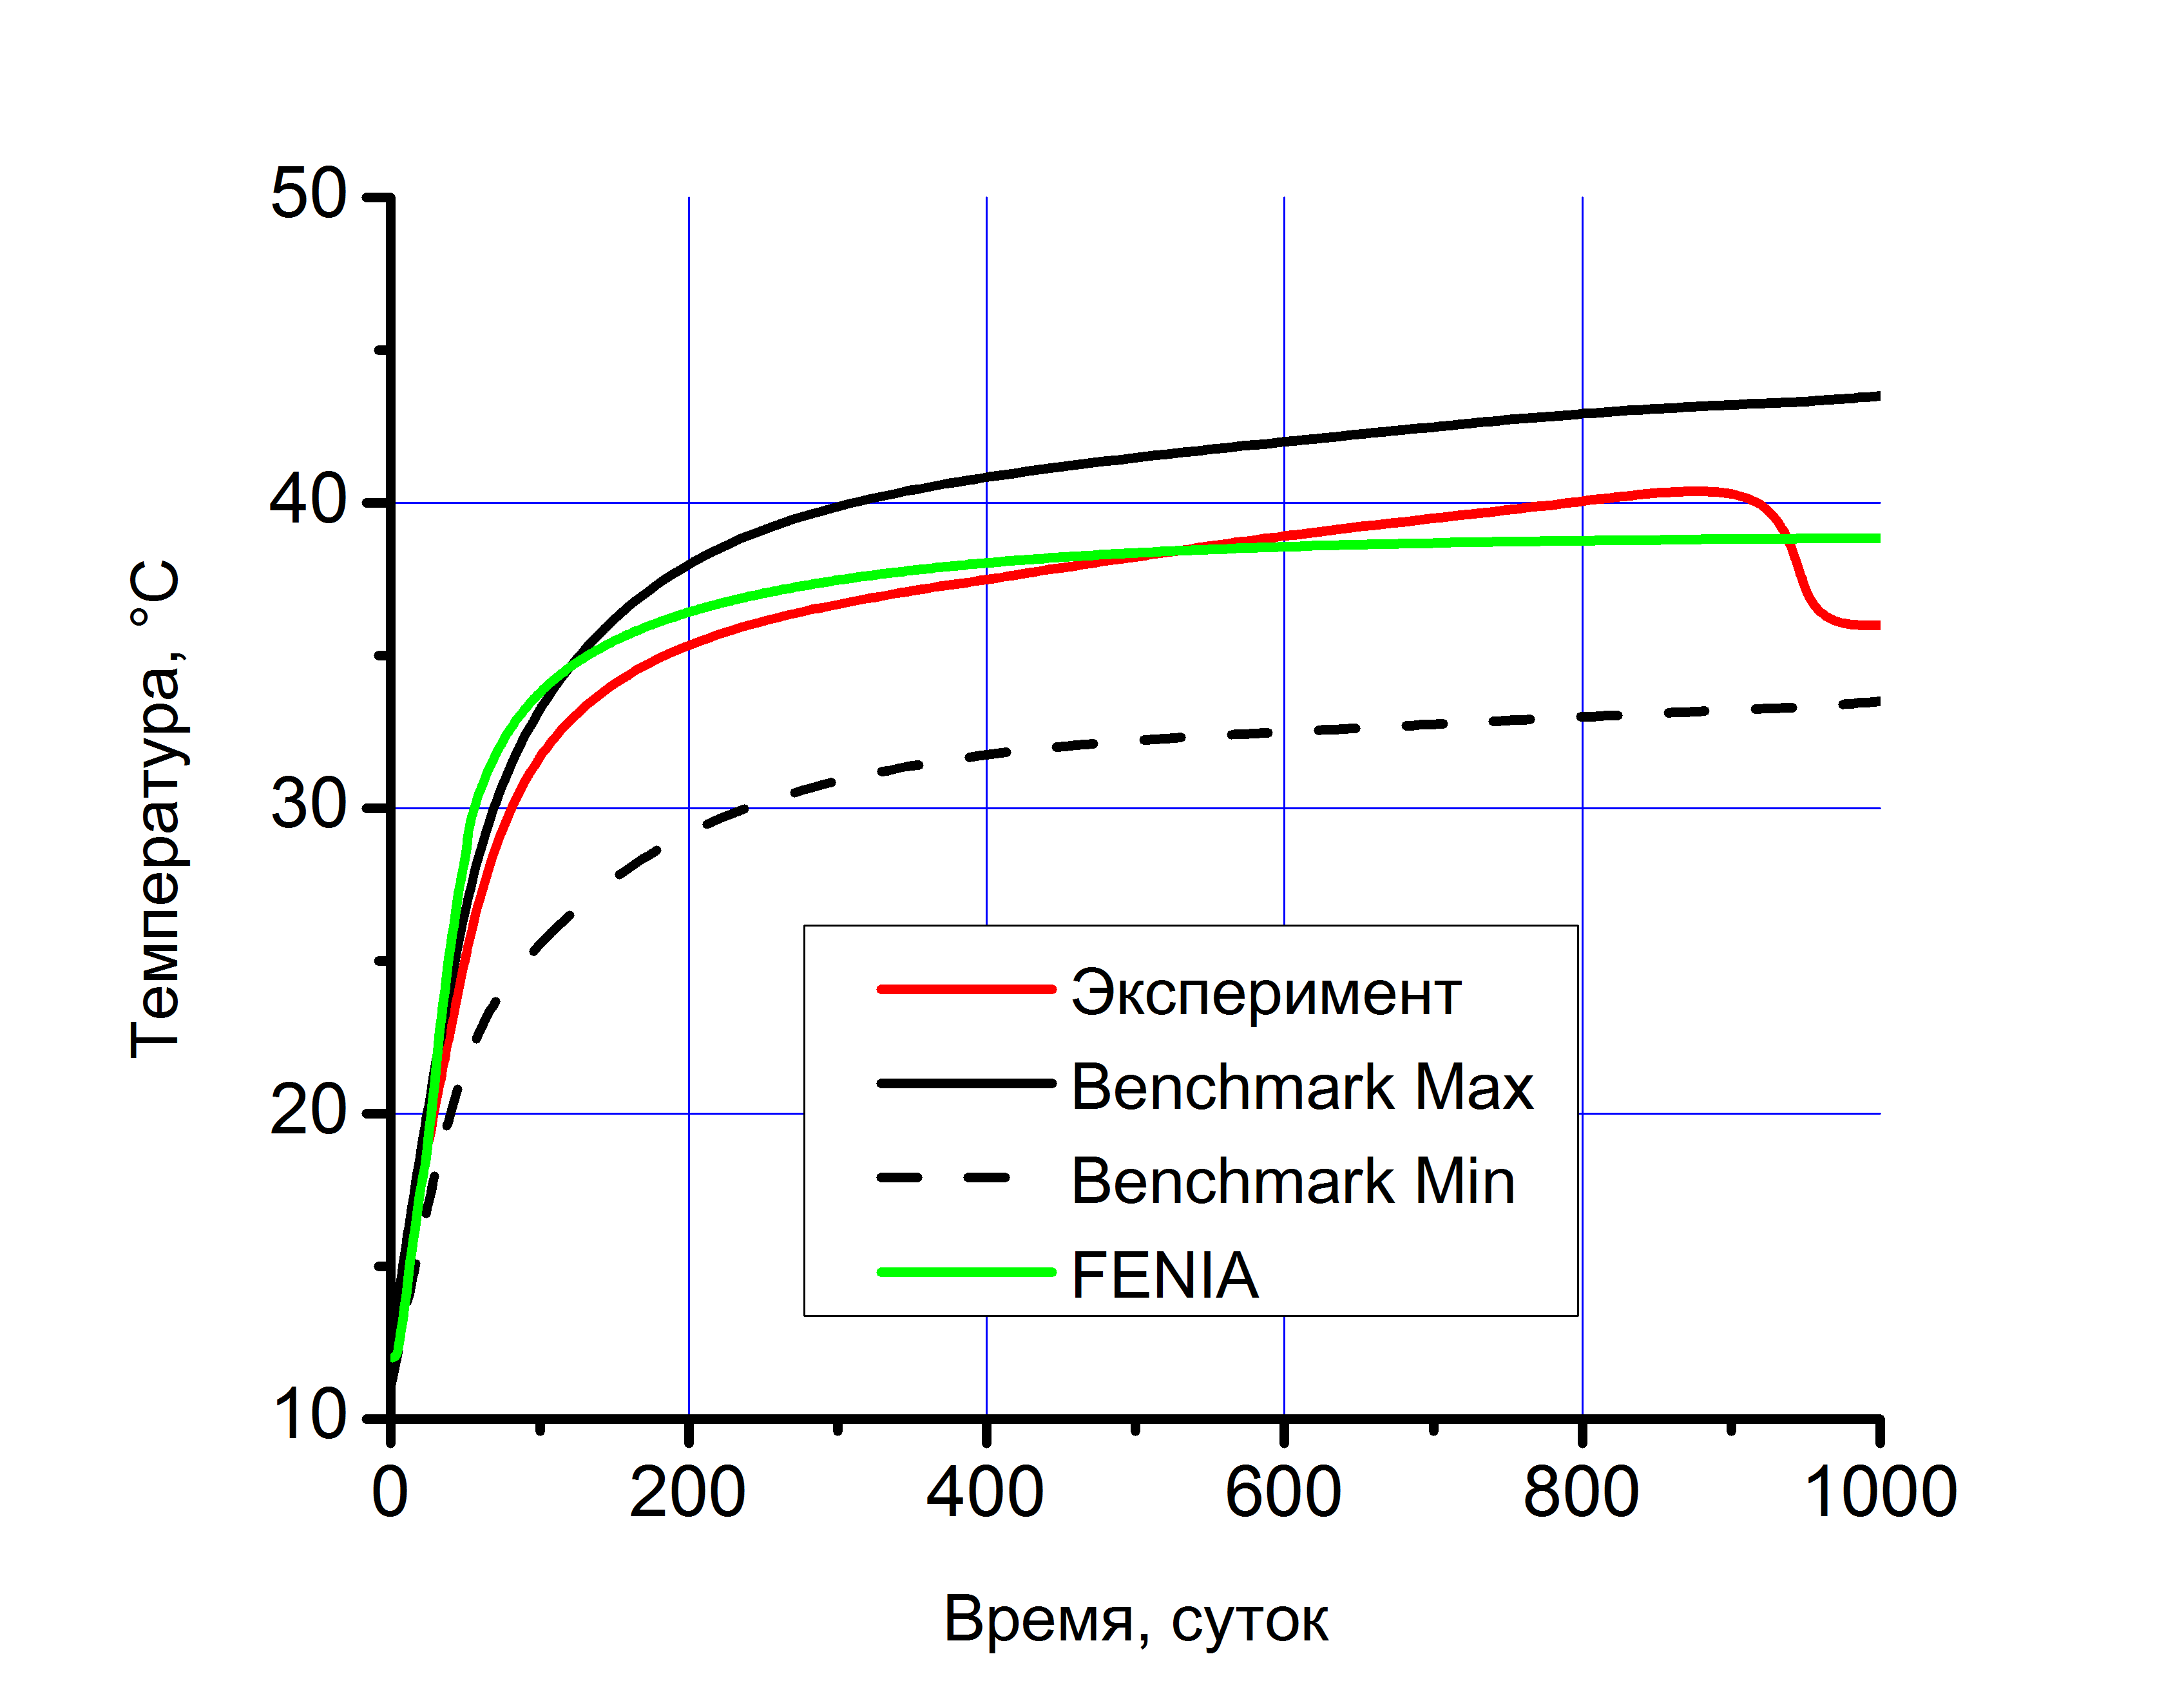 50
40
30
20
10
Температура, °C
Эксперимент
Benchmark Max
Benchmark Min
FENIA
0 200 400 600 800 1000
Время, суток